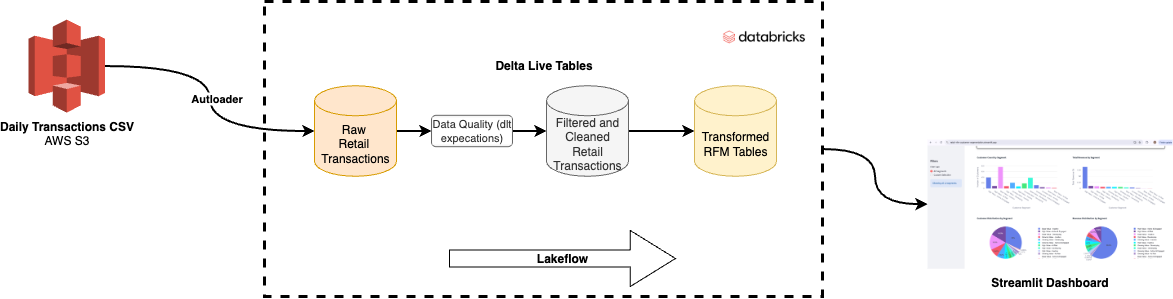 databricks
Delta Live Tables
Autloader
Daily Transactions CSV
AWS S3
Raw
Retail
Transactions
Data Quality (dlt
expecations)
Filtered and
Cleaned
Retail
Transactions
Transformed
RFM Tables
Lakeflow
Streamlit Dashboard